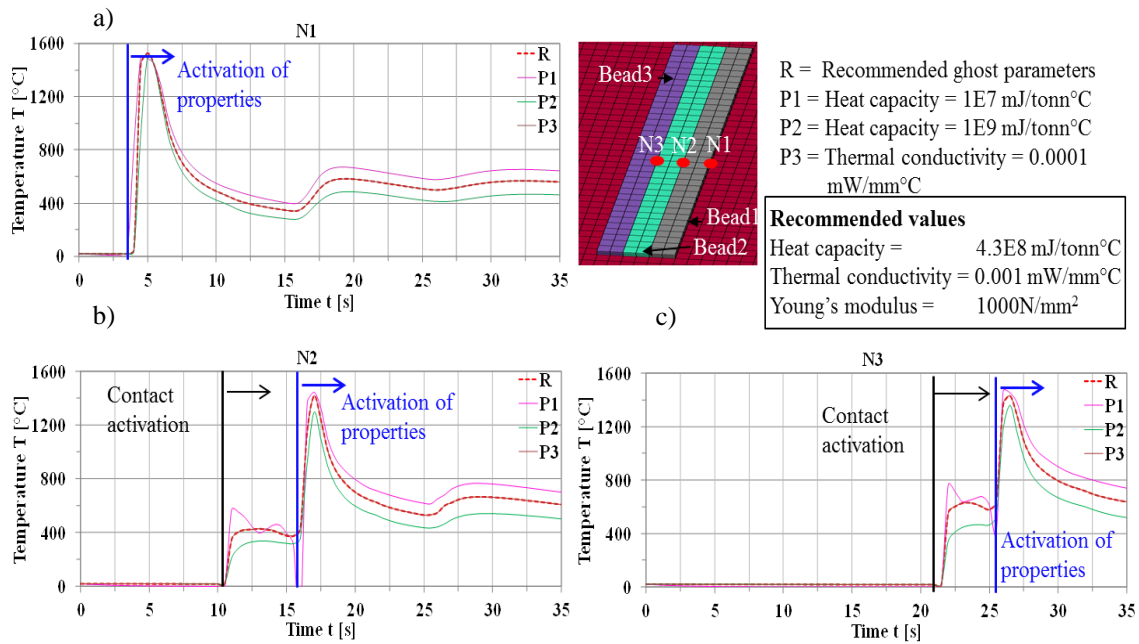 a)
N1
1600
1200
800
400
0
Temperature T [°C]
Activation of
properties
R
P1
P2
P3
0 5 10 15 20 25 30 35
Time t [s]
Bead3
N3 N2 N1
Bead1
Bead2
R = Recommended ghost parameters
P1 = Heat capacity = 1E7 mJ/tonn°C
P2 = Heat capacity = 1E9 mJ/tonn°C
P3 = Thermal conductivity = 0.0001
mW/mm°C
Recommended values
Heat capacity = 4.3E8 mJ/tonn°C
Thermal conductivity = 0.001 mW/mm°C
Young's modulus = 1000N/mm²
b)
N2
1600
1200
800
400
0
Temperature T [°C]
Contact
activation
Activation of
properties
R
P1
P2
P3
0 5 10 15 20 25 30 35
Time t [s]
c)
N3
1600
1200
800
400
0
Temperature T [°C]
Contact
activation
Activation of
properties
R
P1
P2
P3
0 5 10 15 20 25 30 35
Time t [s]